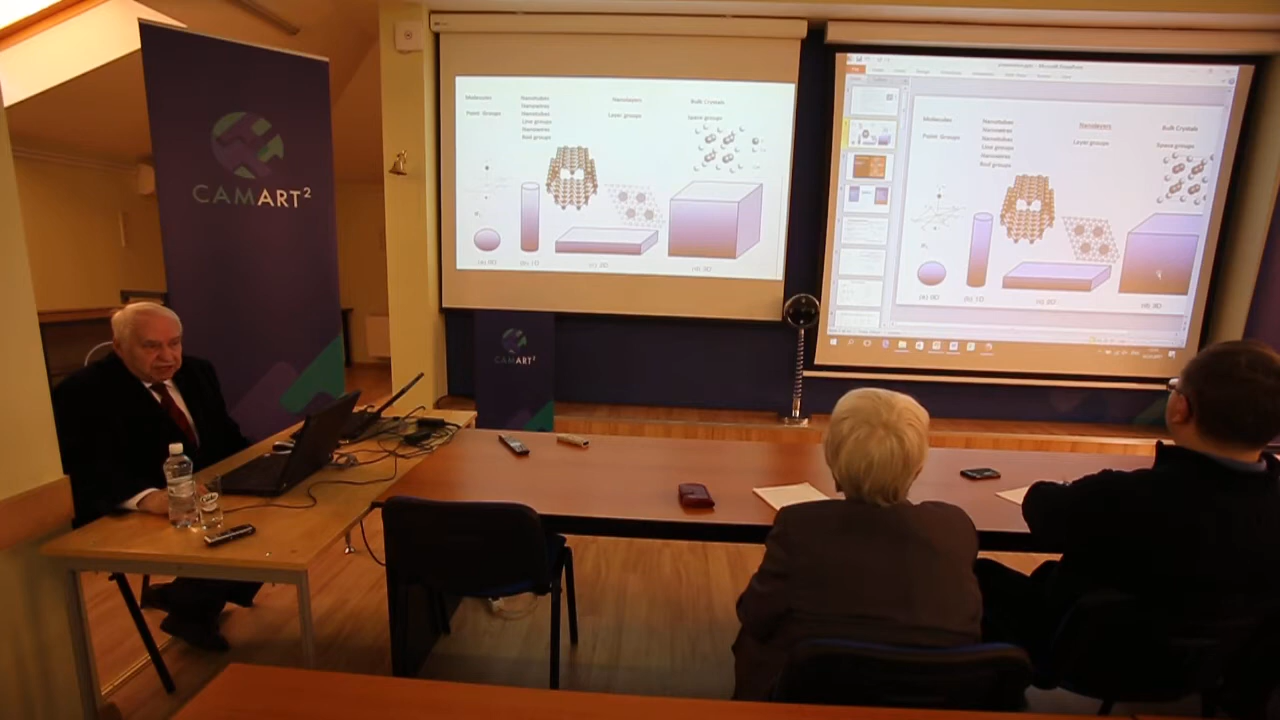 CAMART²
Molecules
Point Groups
Nanotubes
Nanowires
Nanotubes
Line groups
Nanowires
Rod groups
Nanolayers
Layer groups
Bulk Crystals
Space groups
(a) 0D
(b) 1D
(c) 2D
(d) 3D
Molecules
Point Groups
Nanotubes
Nanowires
Nanotubes
Line groups
Nanowires
Rod groups
Nanolayers
Layer groups
Bulk Crystals
Space groups
(a) 0D
(b) 1D
(c) 2D
(d) 3D
CAMART²